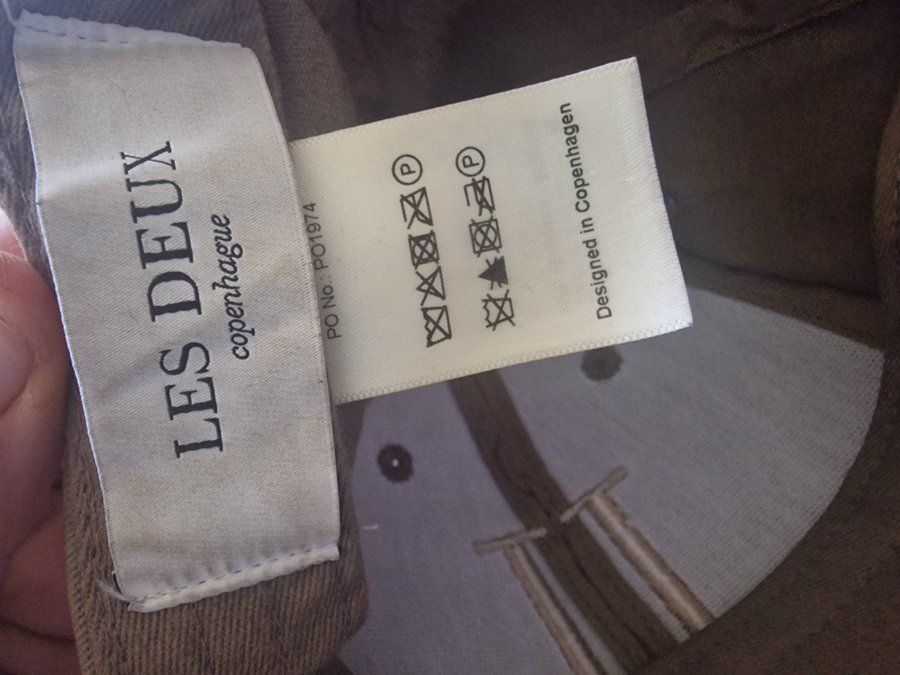 LES DEUX
copenhague
PO No.: PO1974
P
P
Designed in Copenhagen